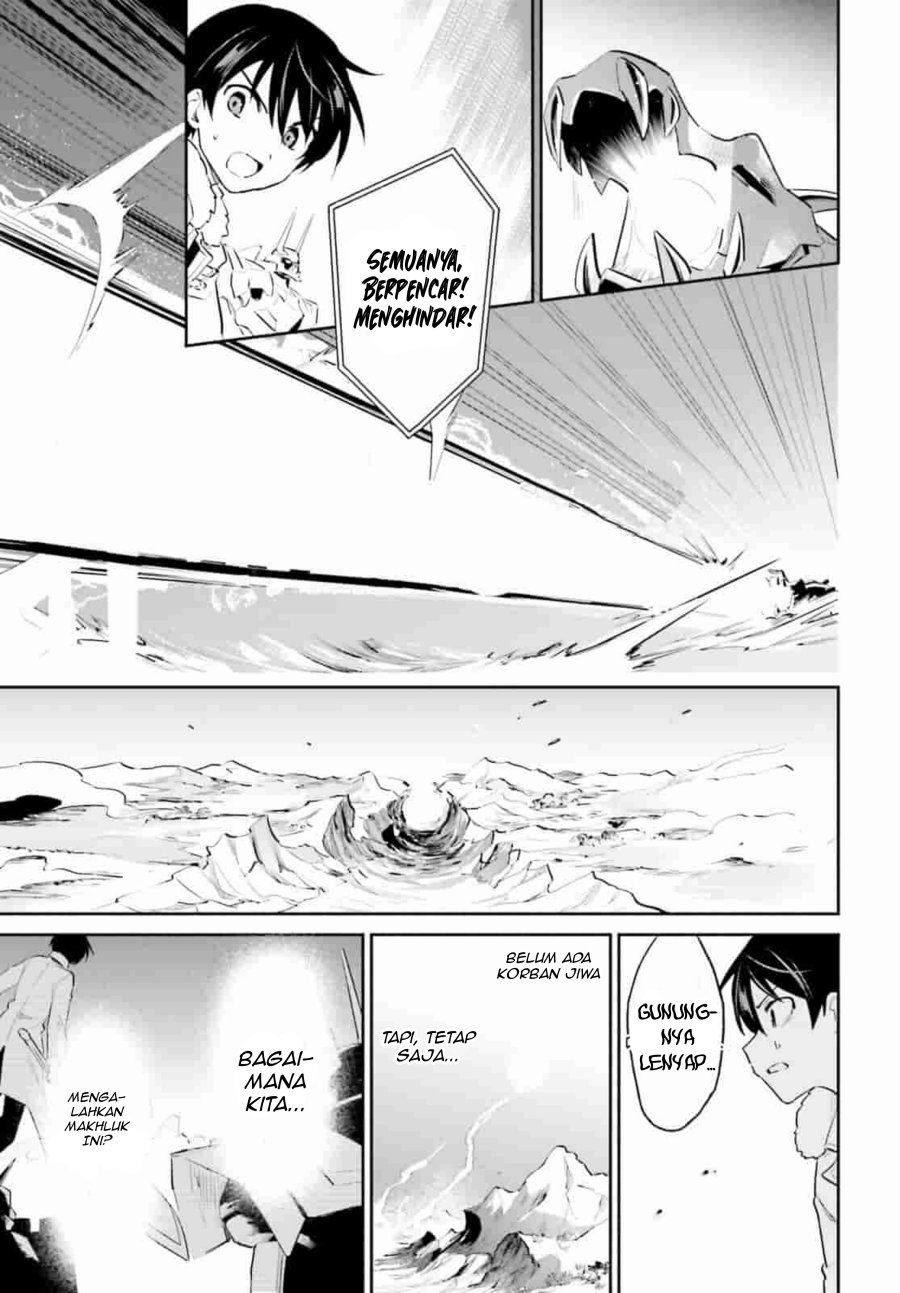 SEMUANYA,
BERPENCAR!
MENGHINDAR!
GUNUNG-
NYA
LENYAP...
BELUM ADA
KORBAN JIWA
TAPI, TETAP
SAJA...
BAGAI-
MANA
KITA...
MENGA-
LAHKAN
MAKHLUK
INI?